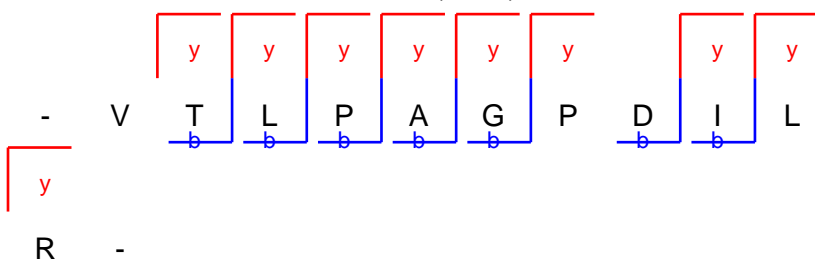 y y y y y y y y
- V T L P A G P D I L
b b b b b b b
y
R -